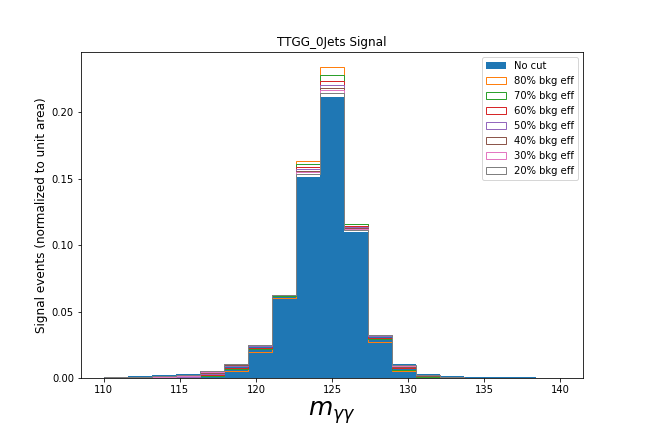 TTGG_0Jets Signal
Signal events (normalized to unit area)
0.20
0.15
0.10
0.05
0.00
No cut
80% bkg eff
70% bkg eff
60% bkg eff
50% bkg eff
40% bkg eff
30% bkg eff
20% bkg eff
110 115 120 125 130 135 140
mγγ